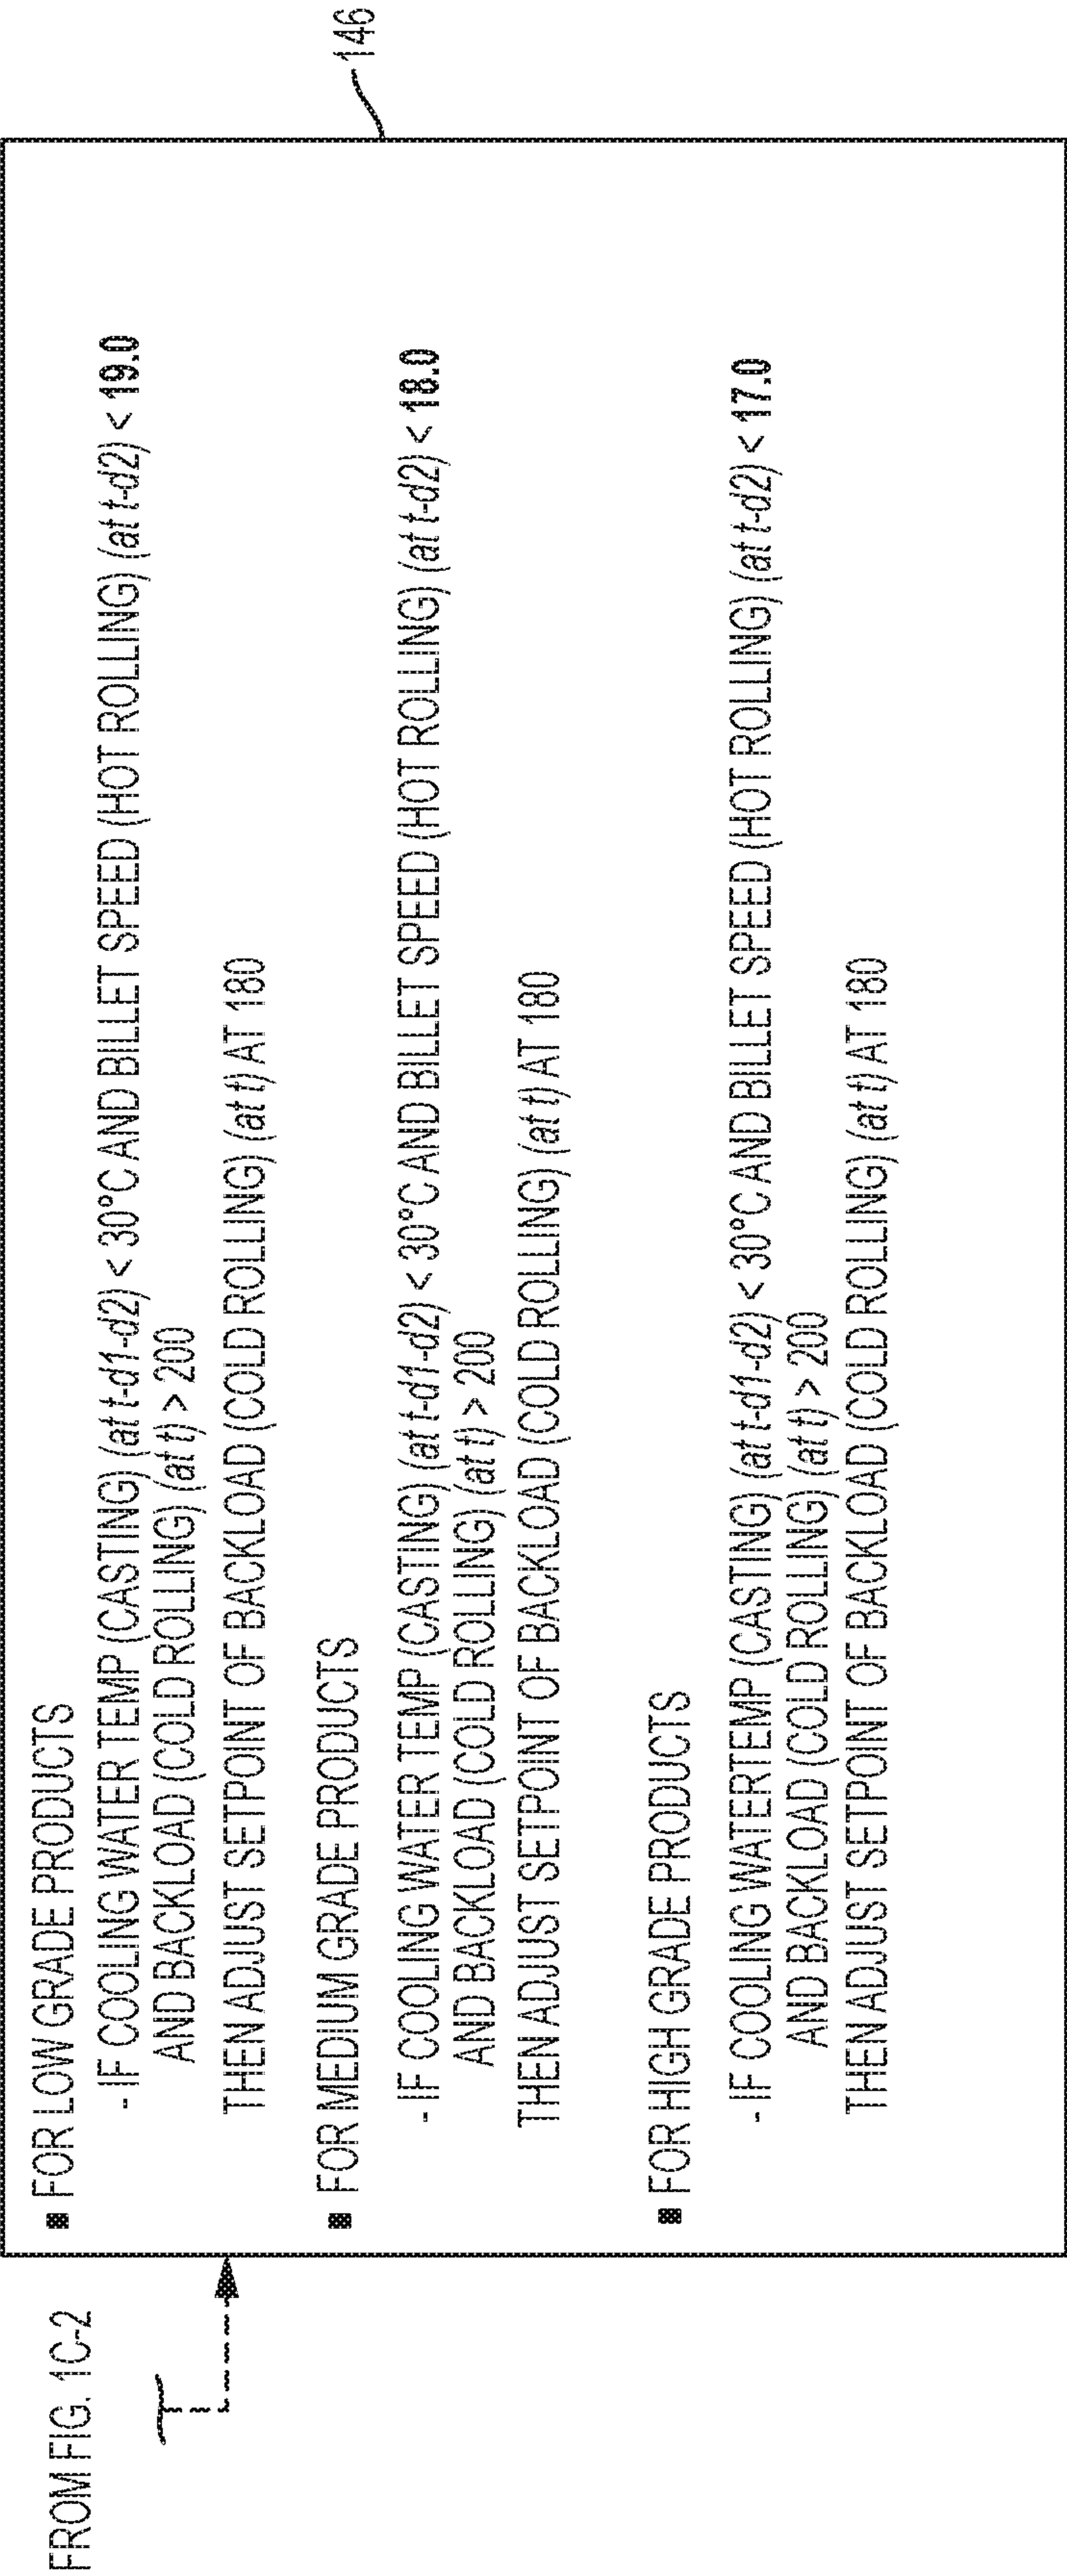 FROM FIG. 1C-2
▪ FOR LOW GRADE PRODUCTS
- IF COOLING WATER TEMP (CASTING) (at t-d1-d2) < 30°C AND BILLET SPEED (HOT ROLLING) (at t-d2) < 19.0
AND BACKLOAD (COLD ROLLING) (at t) > 200
THEN ADJUST SETPOINT OF BACKLOAD (COLD ROLLING) (at t) AT 180
▪ FOR MEDIUM GRADE PRODUCTS
- IF COOLING WATER TEMP (CASTING) (at t-d1-d2) < 30°C AND BILLET SPEED (HOT ROLLING) (at t-d2) < 18.0
AND BACKLOAD (COLD ROLLING) (at t) > 200
THEN ADJUST SETPOINT OF BACKLOAD (COLD ROLLING) (at t) AT 180
▪ FOR HIGH GRADE PRODUCTS
- IF COOLING WATERTEMP (CASTING) (at t-d1-d2) < 30°C AND BILLET SPEED (HOT ROLLING) (at t-d2) < 17.0
AND BACKLOAD (COLD ROLLING) (at t) > 200
THEN ADJUST SETPOINT OF BACKLOAD (COLD ROLLING) (at t) AT 180
146